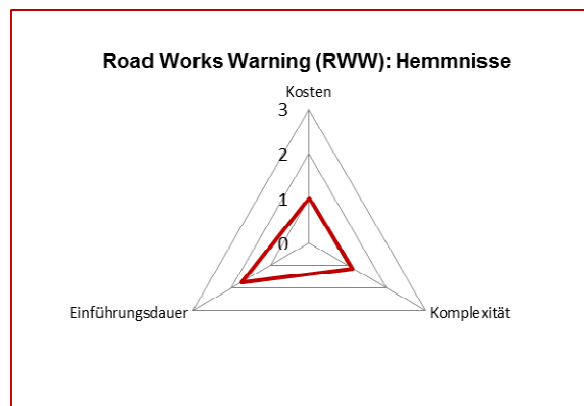 Road Works Warning (RWW): Hemmnisse
Kosten
3
2
1
0
Einführungsdauer
Komplexität